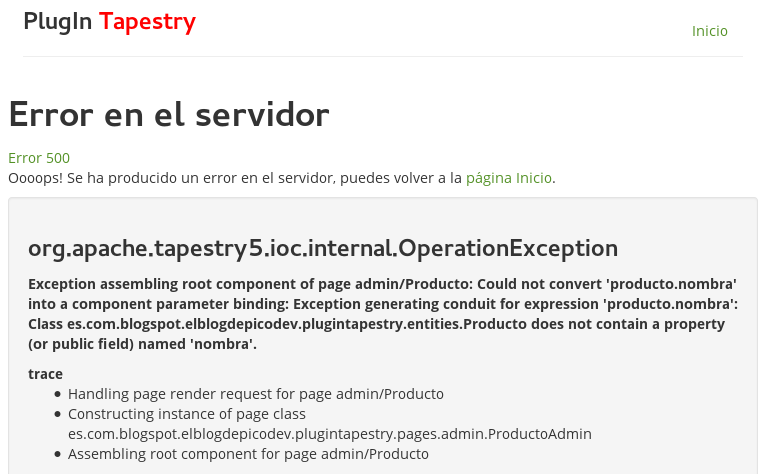 PlugIn Tapestry
Inicio
Error en el servidor
Error 500
Oooops! Se ha producido un error en el servidor, puedes volver a la página Inicio.
org.apache.tapestry5.ioc.internal.OperationException
Exception assembling root component of page admin/Producto: Could not convert 'producto.nombra'
into a component parameter binding: Exception generating conduit for expression 'producto.nombra':
Class es.com.blogspot.elblogdepicodev.plugintapestry.entities.Producto does not contain a property
(or public field) named 'nombra'.
trace
• Handling page render request for page admin/Producto
• Constructing instance of page class
es.com.blogspot.elblogdepicodev.plugintapestry.pages.admin.ProductoAdmin
• Assembling root component for page admin/Producto